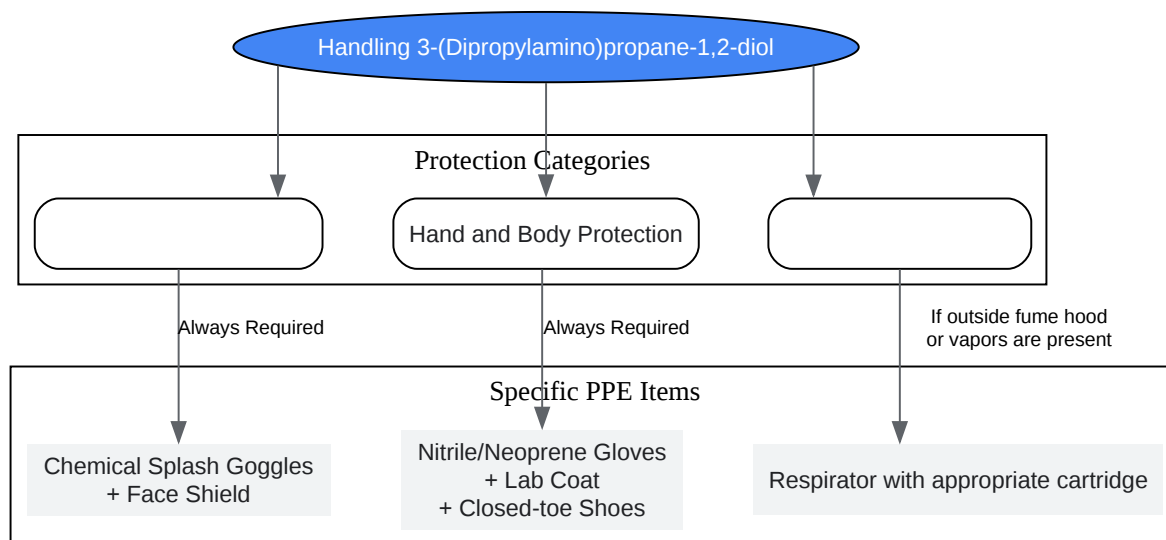 Handling 3-(Dipropylamino)propane-1,2-diol
Protection Categories
Hand and Body Protection
Always Required
Always Required
If outside fume hood
or vapors are present
Specific PPE Items
Chemical Splash Goggles
+ Face Shield
Nitrile/Neoprene Gloves
+ Lab Coat
+ Closed-toe Shoes
Respirator with appropriate cartridge